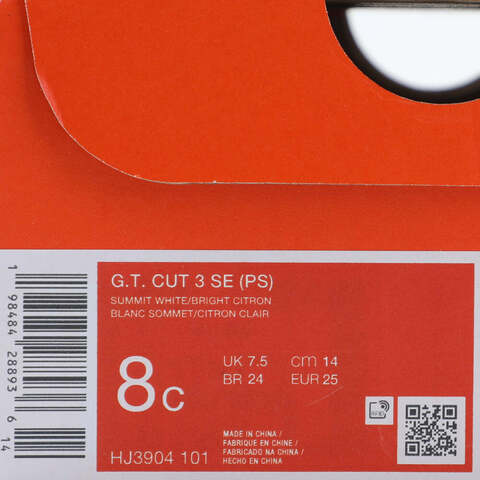 G.T. CUT 3 SE (PS)
SUMMIT WHITE/BRIGHT CITRON
BLANC SOMMET/CITRON CLAIR
8C
UK 7.5 cm 14
BR 24 EUR 25
HJ3904 101
MADE IN CHINA /
FABRIQUE EN CHINE /
FABRICADO NA CHINA /
HECHO EN CHINA
RFID
1 98484 28893 6 14